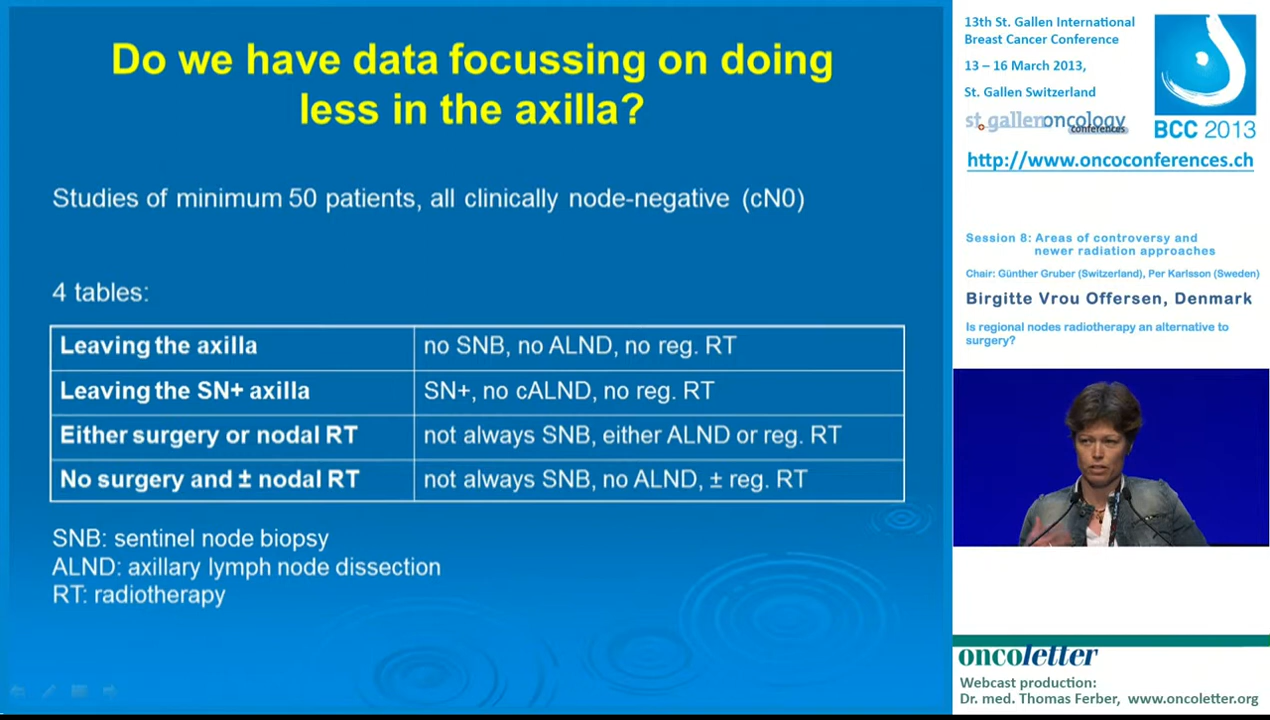 Do we have data focussing on doing
less in the axilla?
Studies of minimum 50 patients, all clinically node-negative (cN0)
4 tables:
Leaving the axilla no SNB, no ALND, no reg. RT
Leaving the SN+ axilla SN+, no cALND, no reg. RT
Either surgery or nodal RT not always SNB, either ALND or reg. RT
No surgery and ± nodal RT not always SNB, no ALND, ± reg. RT
SNB: sentinel node biopsy
ALND: axillary lymph node dissection
RT: radiotherapy
13th St. Gallen International
Breast Cancer Conference
13 – 16 March 2013,
St. Gallen Switzerland
st.gallenoncology
conferences
BCC 2013
http://www.oncoconferences.ch
Session 8: Areas of controversy and
newer radiation approaches
Chair: Günther Gruber (Switzerland), Per Karlsson (Sweden)
Birgitte Vrou Offersen, Denmark
Is regional nodes radiotherapy an alternative to
surgery?
oncoletter
Webcast production:
Dr. med. Thomas Ferber, www.oncoletter.org